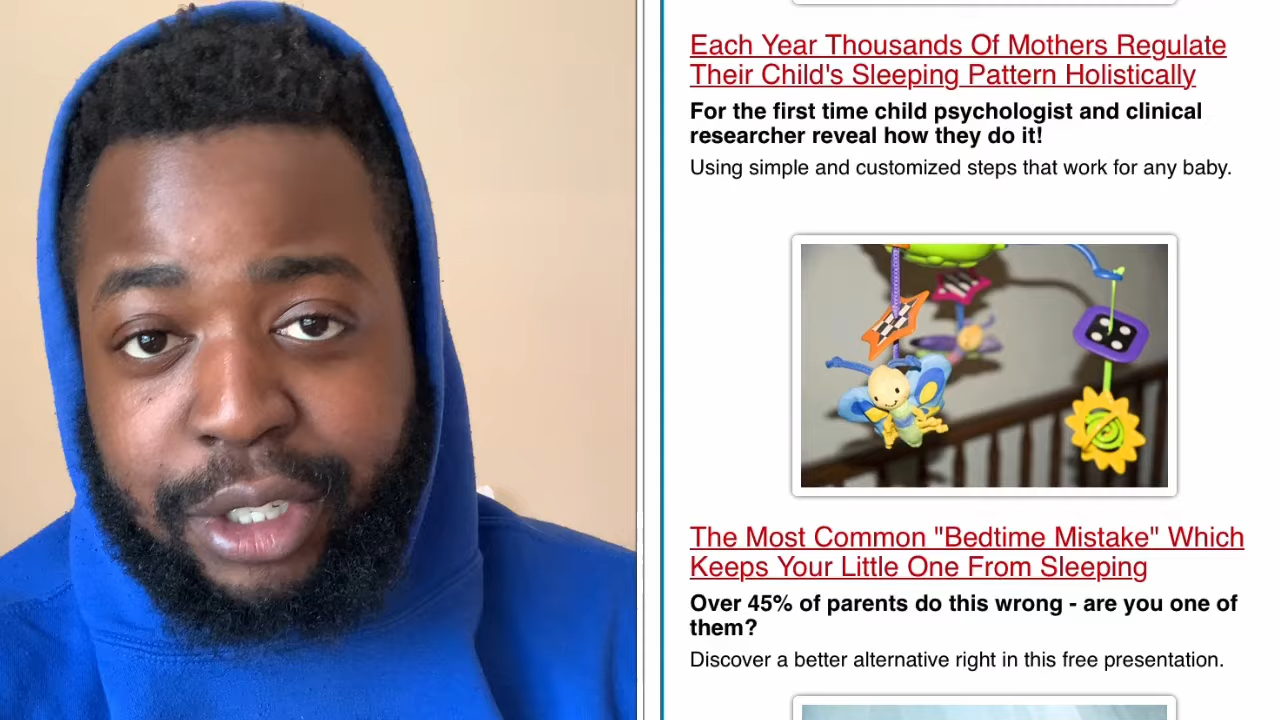 Each Year Thousands Of Mothers Regulate
Their Child's Sleeping Pattern Holistically
For the first time child psychologist and clinical
researcher reveal how they do it!
Using simple and customized steps that work for any baby.
The Most Common "Bedtime Mistake" Which
Keeps Your Little One From Sleeping
Over 45% of parents do this wrong - are you one of
them?
Discover a better alternative right in this free presentation.